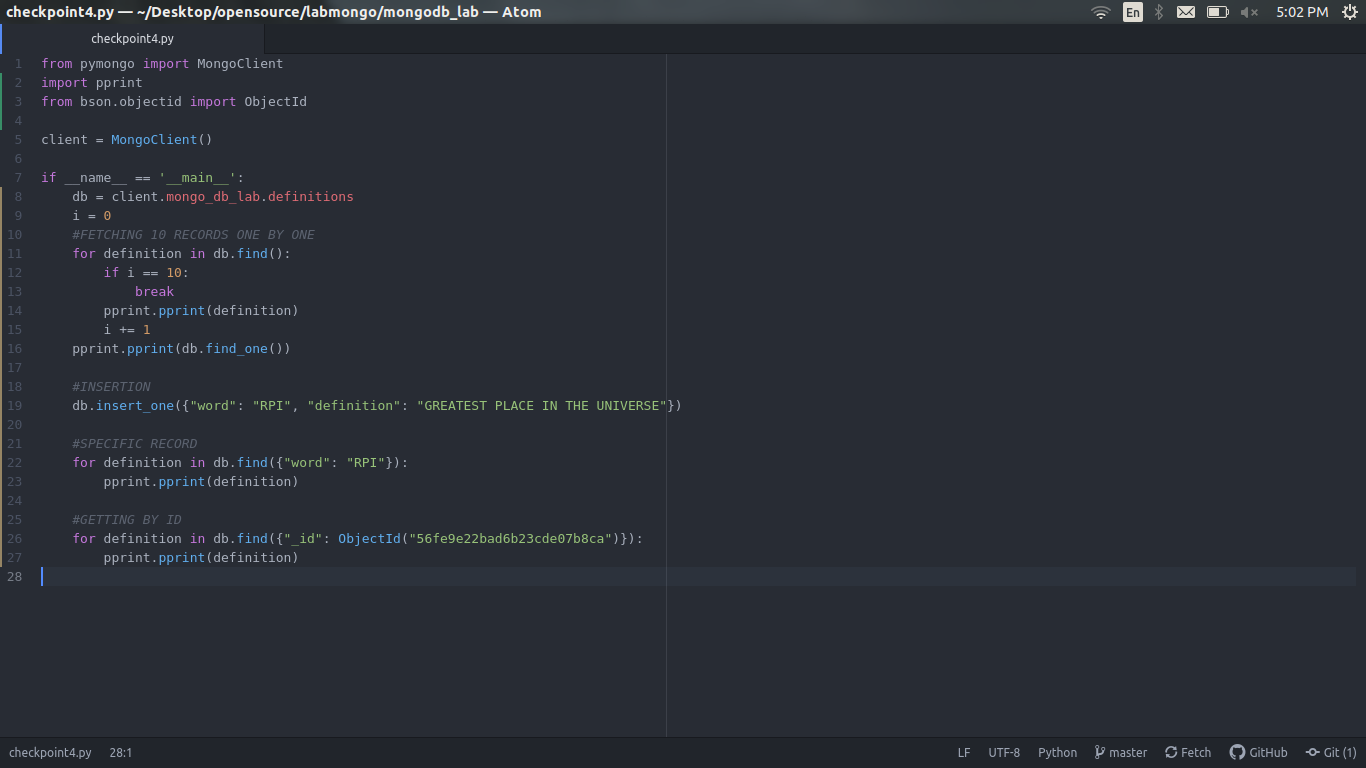 checkpoint4.py — ~/Desktop/opensource/labmongo/mongodb_lab — Atom
En
5:02 PM
checkpoint4.py
1 from pymongo import MongoClient
2 import pprint
3 from bson.objectid import ObjectId
4
5 client = MongoClient()
6
7 if __name__ == '__main__':
8     db = client.mongo_db_lab.definitions
9     i = 0
10     #FETCHING 10 RECORDS ONE BY ONE
11     for definition in db.find():
12         if i == 10:
13             break
14         pprint.pprint(definition)
15         i += 1
16     pprint.pprint(db.find_one())
17
18     #INSERTION
19     db.insert_one({"word": "RPI", "definition": "GREATEST PLACE IN THE UNIVERSE"})
20
21     #SPECIFIC RECORD
22     for definition in db.find({"word": "RPI"}):
23         pprint.pprint(definition)
24
25     #GETTING BY ID
26     for definition in db.find({"_id": ObjectId("56fe9e22bad6b23cde07b8ca")}):
27         pprint.pprint(definition)
28
checkpoint4.py 28:1 LF UTF-8 Python master Fetch GitHub Git (1)